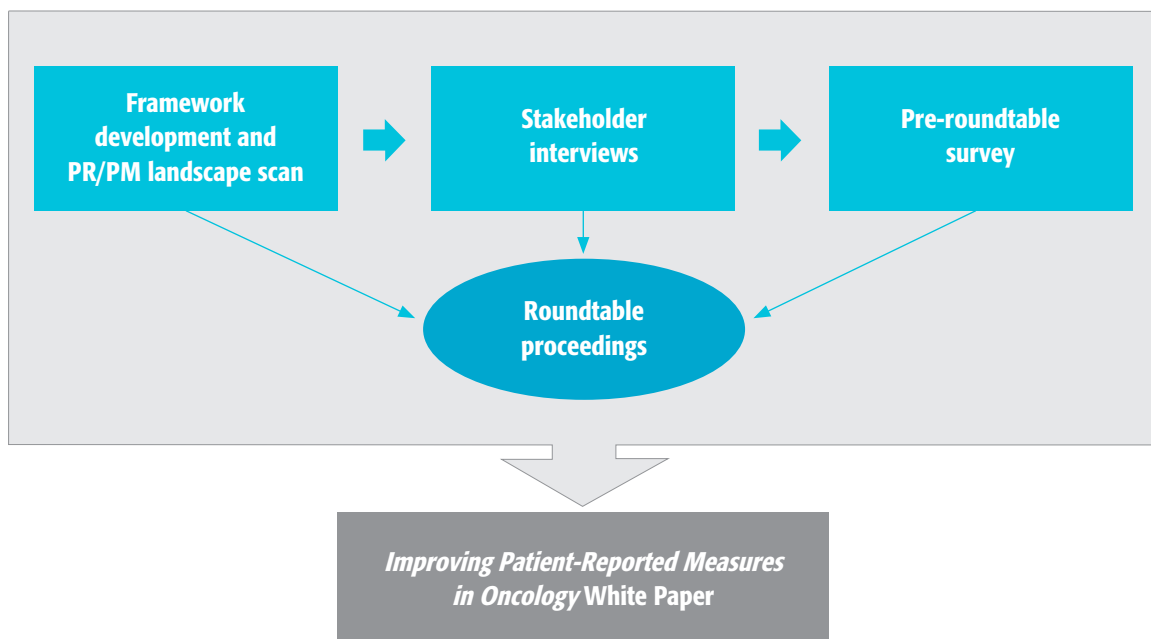 Framework
development and
PR/PM landscape scan
Stakeholder
interviews
Pre-roundtable
survey
Roundtable
proceedings
Improving Patient-Reported Measures
in Oncology White Paper